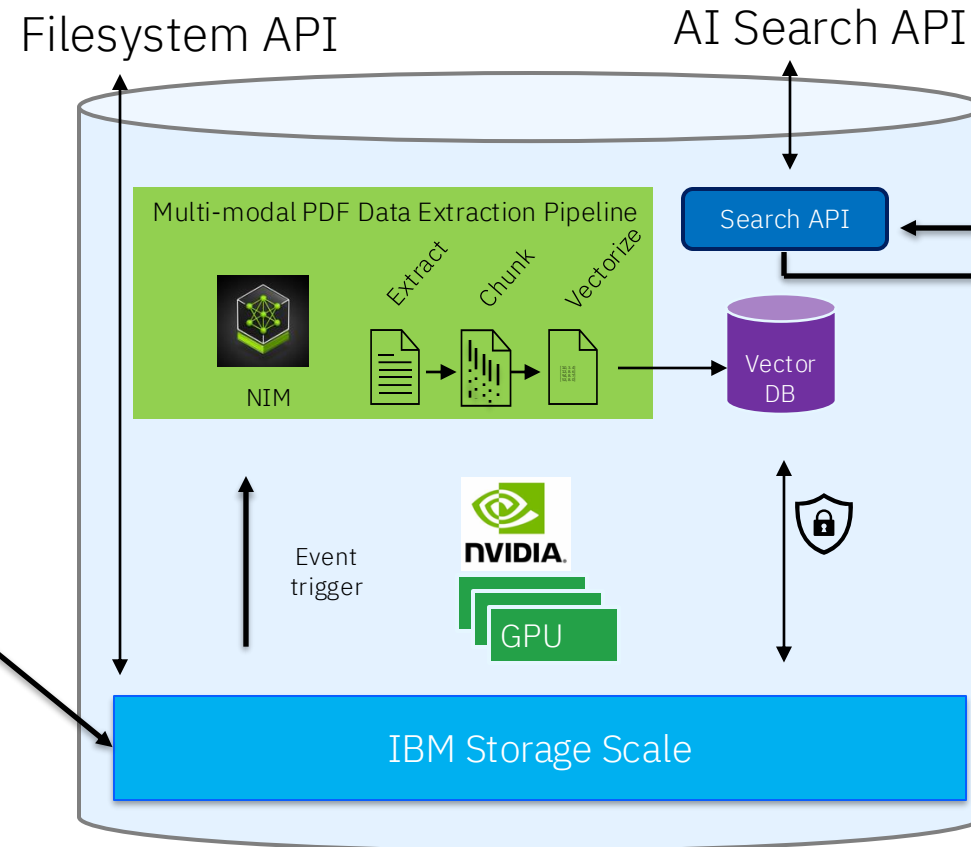 Filesystem API
AI Search API
Multi-modal PDF Data Extraction Pipeline
Search API
Extract
Chunk
Vectorize
NIM
Vector
DB
Event
trigger
NVIDIA.
GPU
IBM Storage Scale